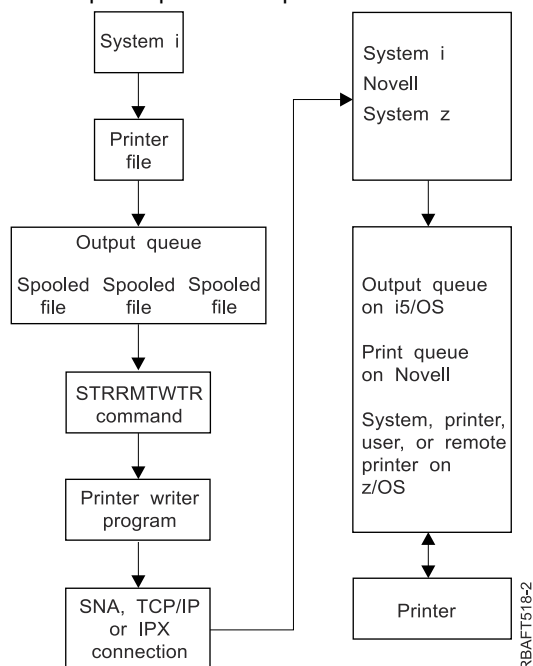 System i
Printer
file
Output queue
Spooled Spooled Spooled
file file file
STRRMTWTR
command
Printer writer
program
SNA, TCP/IP
or IPX
connection
System i
Novell
System z
Output queue
on i5/OS
Print queue
on Novell
System, printer,
user, or remote
printer on
z/OS
Printer
RBAFT518-2